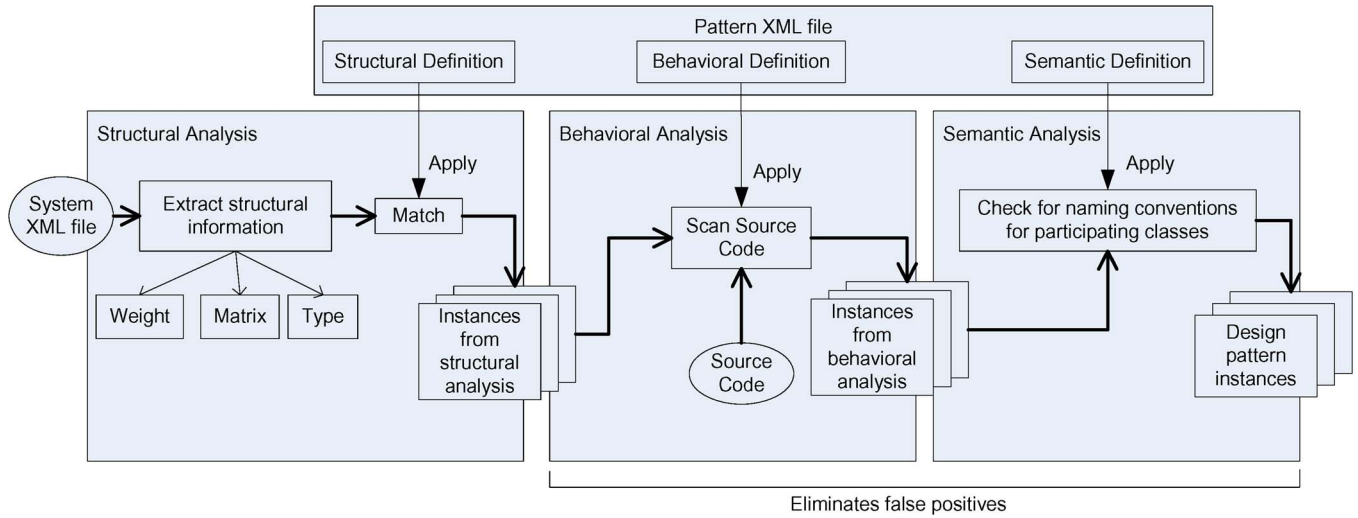 Pattern XML file
Structural Definition
Behavioral Definition
Semantic Definition
Structural Analysis
Behavioral Analysis
Semantic Analysis
Apply
Apply
Apply
System
XML file
Extract structural
information
Match
Scan Source
Code
Check for naming conventions
for participating classes
Weight
Matrix
Type
Instances
from
structural
analysis
Source
Code
Instances
from
behavioral
analysis
Design
pattern
instances
Eliminates false positives